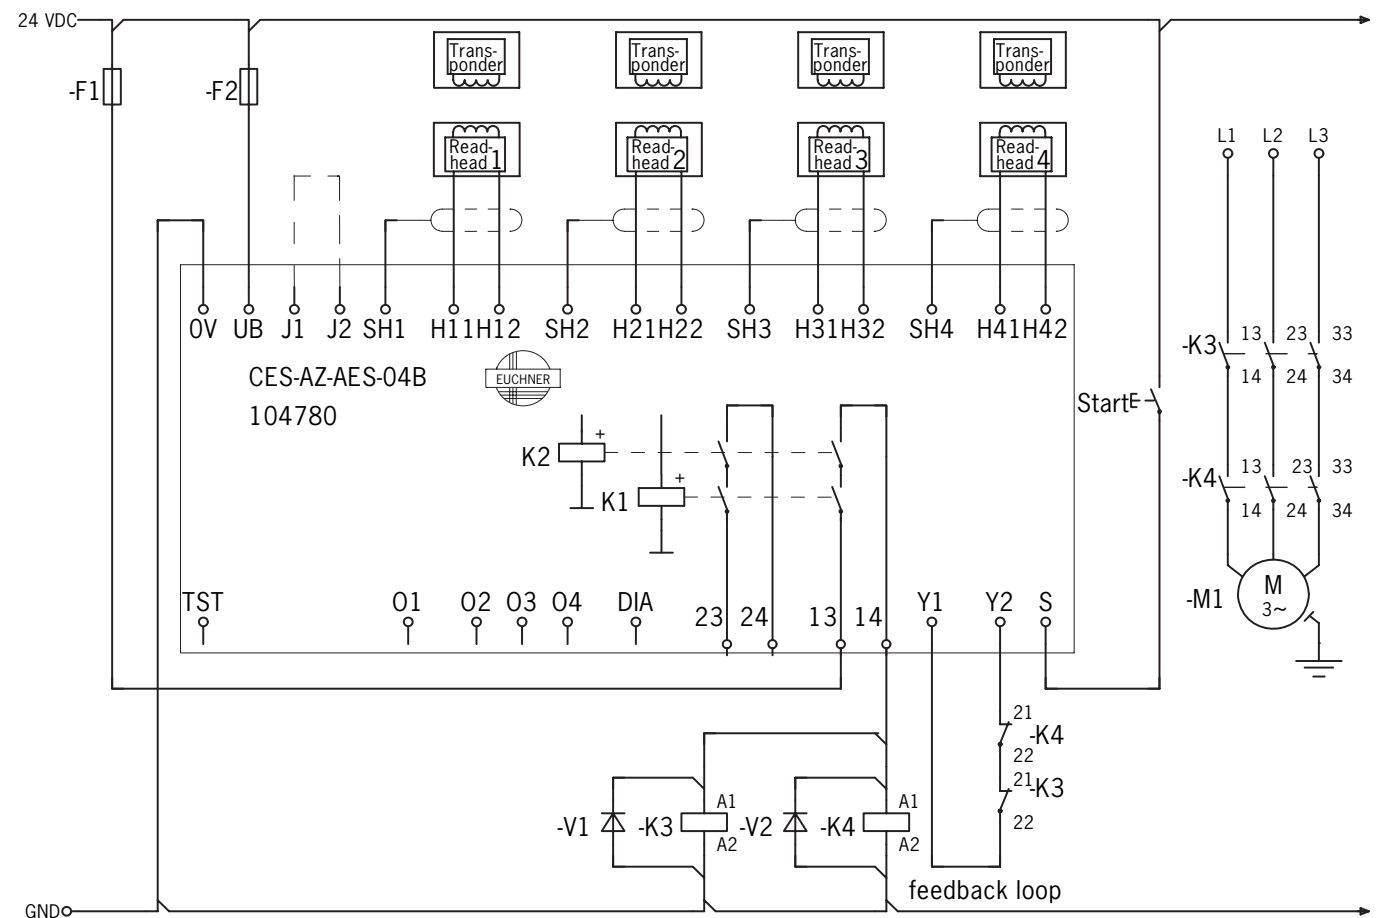 24 VDC
-F1
-F2
Trans-
ponder
Trans-
ponder
Trans-
ponder
Trans-
ponder
Read-
head 1
Read-
head 2
Read-
head 3
Read-
head 4
L1 L2 L3
0V UB J1 J2 SH1 H11 H12 SH2 H21 H22 SH3 H31 H32 SH4 H41 H42
CES-AZ-AES-04B
104780
EUCHNER
-K3 13 23 33
14 24 34
Start
K2 +
K1 +
-K4 13 23 33
14 24 34
TST O1 O2 O3 O4 DIA 23 24 13 14 Y1 Y2 S
-M1
M
3~
21
-K4
22
21
-K3
22
-V1 -K3 A1
A2
-V2 -K4 A1
A2
feedback loop
GND